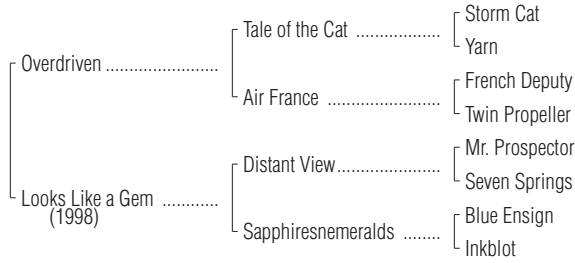 Storm Cat
Tale of the Cat ...................
Yarn
Overdriven .........................
French Deputy
Air France .........................
Twin Propeller
Mr. Prospector
Distant View.......................
Seven Springs
Looks Like a Gem ............
(1998)
Blue Ensign
Sapphiresnemeralds ........
Inkblot